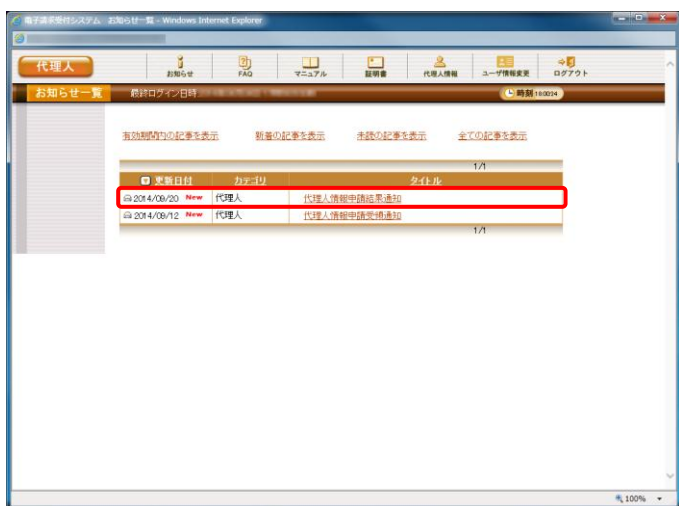 電子請求受付システム お知らせ一覧 - Windows Internet Explorer
代理人
お知らせ FAQ マニュアル 証明書 代理人情報 ユーザ情報変更 ログアウト
お知らせ一覧 最終ログイン日時 時刻
有効期間内の記事を表示 新着の記事を表示 未読の記事を表示 全ての記事を表示
1/1
更新日付 カテゴリ タイトル
2014/09/20 New 代理人 代理人情報申請結果通知
2014/09/12 New 代理人 代理人情報申請受領通知
1/1
100%